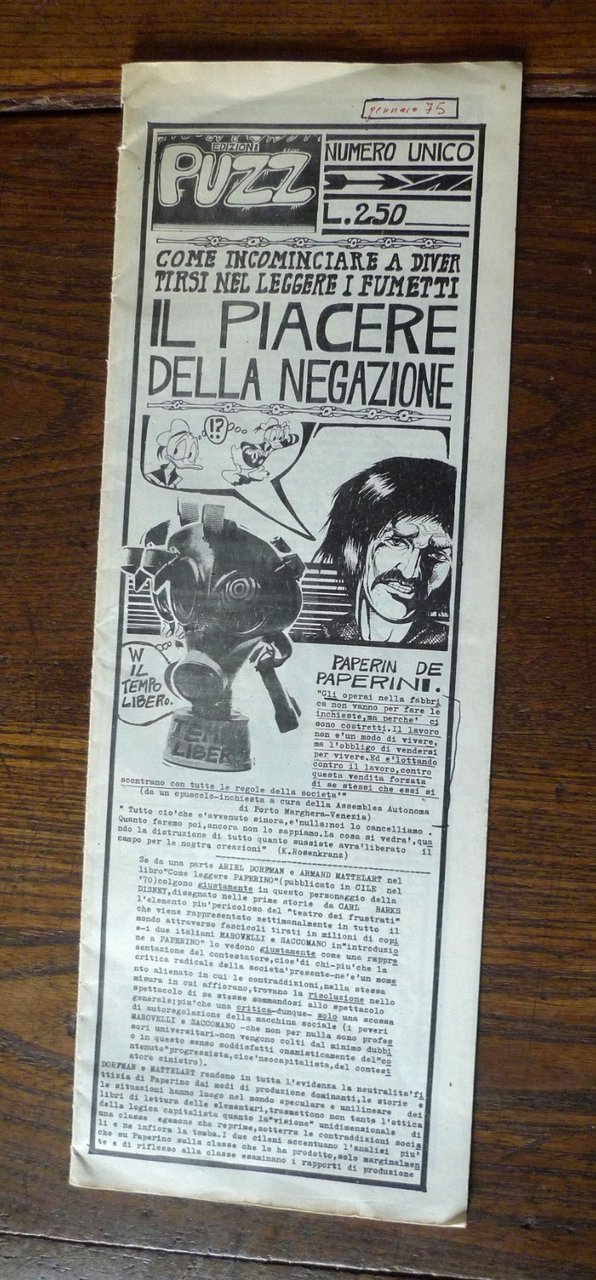 gennaio 75
EDIZIONI
PUZZ
NUMERO UNICO
L.250
COME INCOMINCIARE A DIVER
TIRSI NEL LEGGERE I FUMETTI
IL PIACERE
DELLA NEGAZIONE
!?
W
IL
TEMPO
LIBERO.
TEMPO
LIBERO
PAPERIN DE
PAPERINI.
"Gli operai nella fabbri
ca non vanno per fare le
inchieste,ma perche' ci
sono costretti.Il lavoro
non e'un modo di vivere,
ma l'obbligo di vendersi
per vivere.Ed e'lottando
contro il lavoro,contro
questa vendita forzata
di se stessi che essi si
scontrano con tutte le regole della societa'"
(da un opuscolo-inchiesta a cura della Assemblea Autonoma
di Porto Marghera-Venezia)
" Tutto cio'che e'avvenuto sinora,e'nulla:noi lo cancelliamo .
Quanto faremo poi,ancora non lo sappiamo.La cosa si vedra',qua
ndo la distruzione di tutto quanto sussiste avra'liberato il
campo per le nostre creazioni" (K.Rosenkranz)
Se da una parte ARIEL DORFMAN e ARMAND MATTELART nel
libro"Come leggere PAPERINO"(pubblicato in CILE nel
'70)colgono giustamente in questo personaggio della
DISNEY,disegnato nelle prime storie da CARL BARKS
l'elemento piu'pericoloso del "teatro dei frustrati"
che viene rappresentato settimanalmente in tutto il
mondo attraverso fascicoli tirati in milioni di copi
e-i due italiani MAROVELLI e SACCOMANO in"introduzio
ne a PAPERINO" lo vedono giustamente come una rappre
sentazione del contestatore,cioe'di chi-piu'che la
critica radicale della societa'presente-ne'e'un mome
nto alienato in cui le contraddizioni,nella stessa
misura in cui affiorano,trovano la risoluzione nello
spettacolo di se stesse sommandosi allo spettacolo
generale;piu'che una critica-dunque- solo una scossa
di autoregolazione della macchina sociale (i poveri
MAROVELLI e SACCOMANO -che non per nulla sono profes
sori universitari-non vengono colti dal minimo dubbi
o in questo senso soddisfatti onanisticamente del"co
ntenuto"progressista,cioe'neocapitalista,del contest
atore sinistro).
DORFMAN e MATTELART rendono in tutta l'evidenza la neutralita'fi
ttisia di Paperino dai modi di produzione dominanti,le storie e
le situazioni hanno luogo nel mondo speculare e unilineare dei
libri di lettura delle elementari,trasmettono non tanto l'ottica
della logica capitalista quanto la"visione" unidimensionale di
una classe egemone che reprime,sotterra le contraddizioni socia
li e ne infiora la tomba.I due cileni accentuano l'analisi piu'
che su Paperino sulla classe che lo ha prodotto,solo marginalmen
te e di riflesso alla classe esaminano i rapporti di produzione